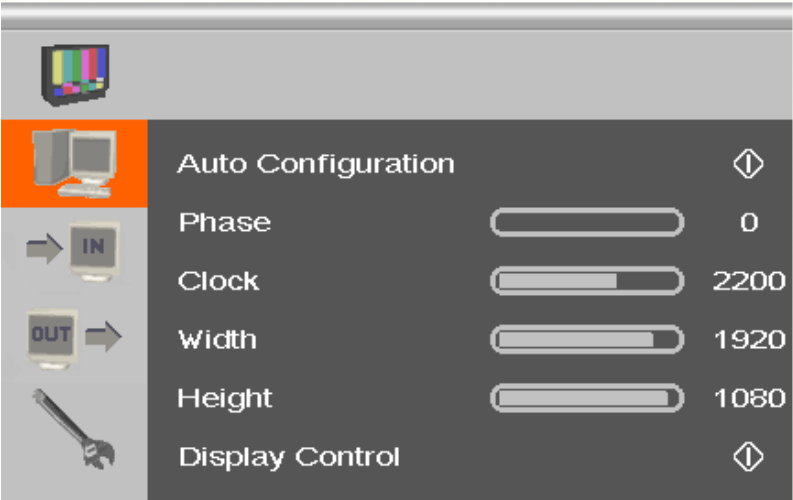 Auto Configuration
Phase 0
IN
Clock 2200
OUT
Width 1920
Height 1080
Display Control